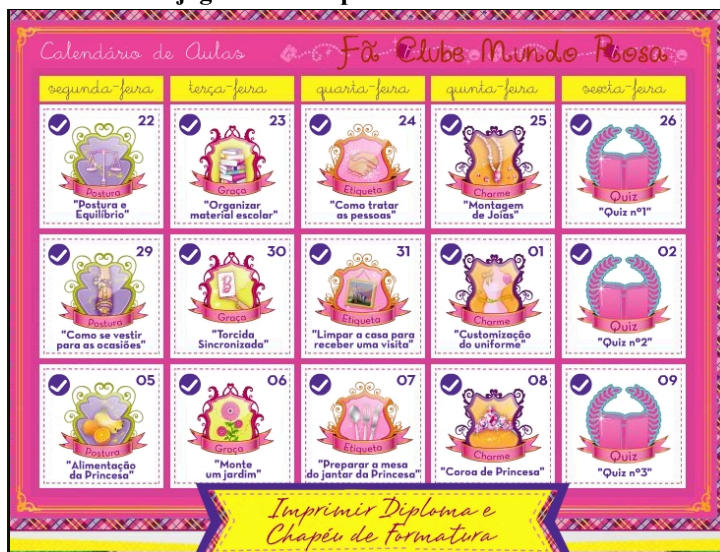 Calendário de Aulas
Fã Clube Mundo Rosa
segunda-feira
terça-feira
quarta-feira
quinta-feira
sexta-feira
22
Postura
"Postura e
Equilíbrio"
23
Graça
"Organizar
material escolar"
24
Etiqueta
"Como tratar
as pessoas"
25
Charme
"Montagem
de Joías"
26
Quiz
"Quiz nº1"
29
Postura
"Como se vestir
para as ocasiões"
30
Graça
"Torcida
Sincronizada"
31
Etiqueta
"Limpar a casa para
receber uma visita"
01
Charme
"Customização
do uniforme"
02
Quiz
"Quiz nº2"
05
Postura
"Alimentação
da Princesa"
06
Graça
"Monte
um jardim"
07
Etiqueta
"Preparar a mesa
do jantar da Princesa"
08
Charme
"Coroa de Princesa"
09
Quiz
"Quiz nº3"
Imprimir Diploma e
Chapéu de Formatura